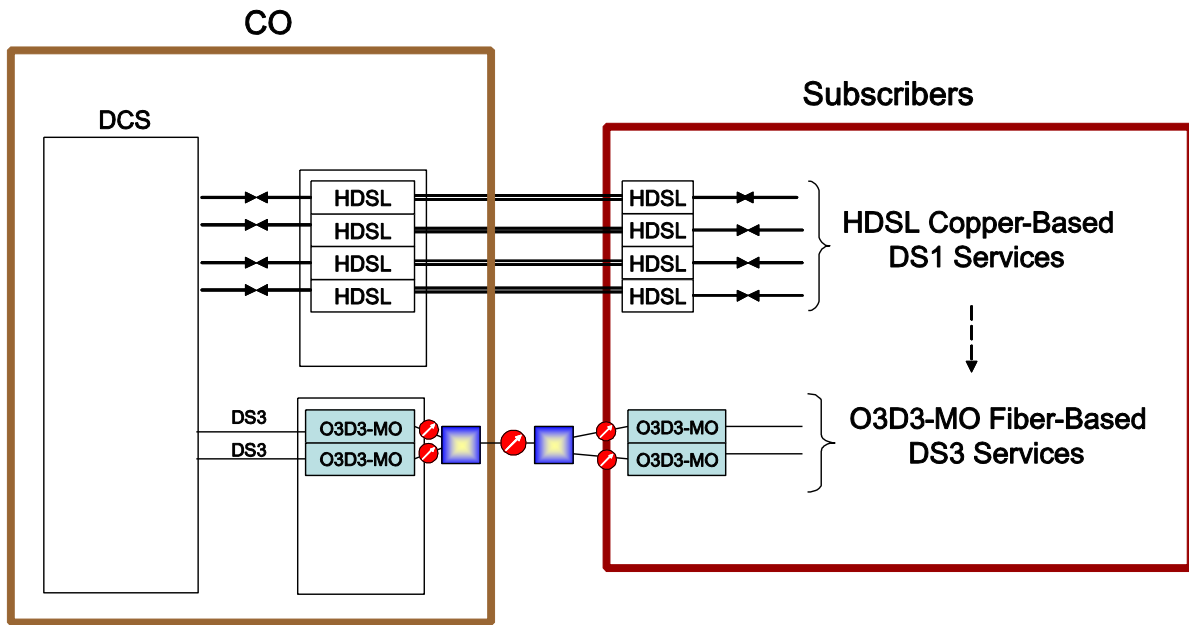 CO
Subscribers
DCS
HDSL
HDSL
HDSL
HDSL
HDSL
HDSL
HDSL
HDSL
HDSL Copper-Based
DS1 Services
DS3
DS3
O3D3-MO
O3D3-MO
O3D3-MO
O3D3-MO
O3D3-MO Fiber-Based
DS3 Services